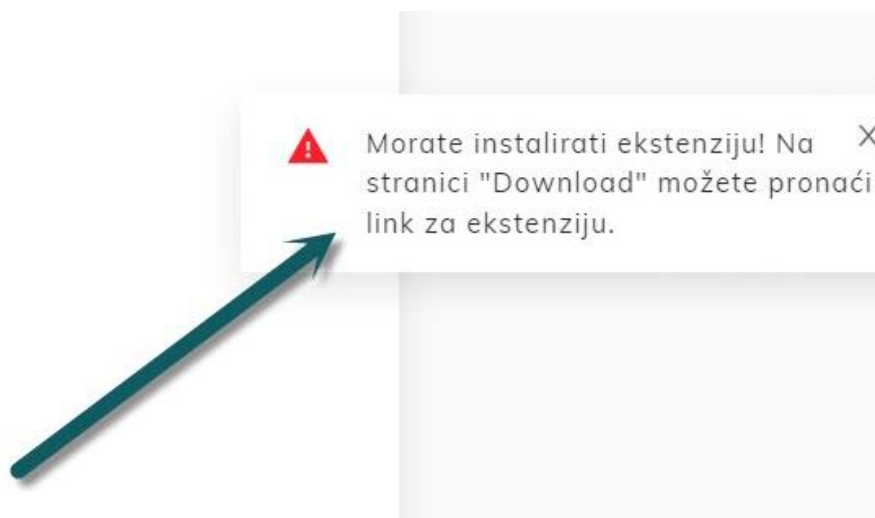 Morate instalirati ekstenziju! Na
stranici "Download" možete pronaći
link za ekstenziju.